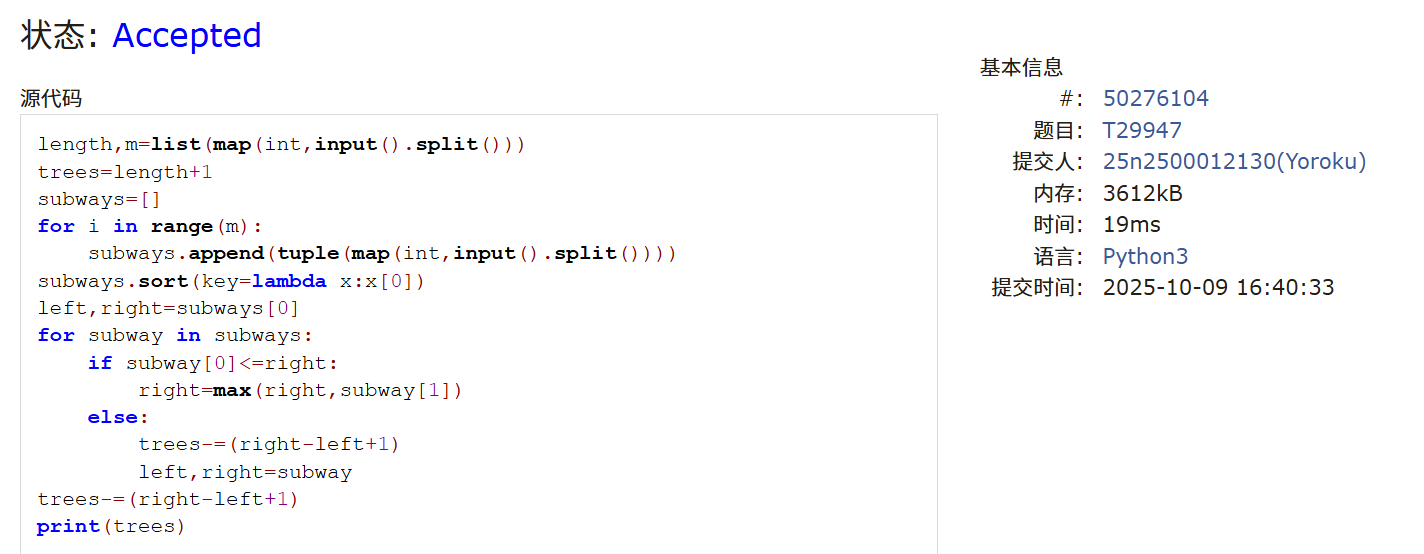 状态: Accepted
源代码
length,m=list(map(int,input().split()))
trees=length+1
subways=[]
for i in range(m):
    subways.append(tuple(map(int,input().split())))
subways.sort(key=lambda x:x[0])
left,right=subways[0]
for subway in subways:
    if subway[0]<=right:
        right=max(right,subway[1])
    else:
        trees-=(right-left+1)
        left,right=subway
trees-=(right-left+1)
print(trees)
基本信息
#: 50276104
题目: T29947
提交人: 25n2500012130(Yoroku)
内存: 3612kB
时间: 19ms
语言: Python3
提交时间: 2025-10-09 16:40:33